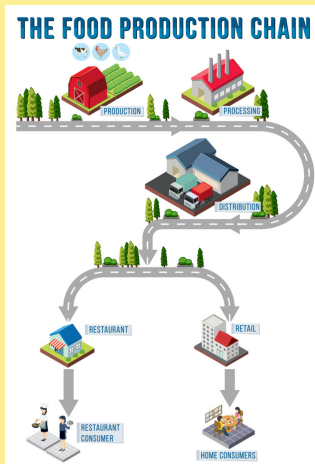 THE FOOD PRODUCTION CHAIN
PRODUCTION
PROCESSING
DISTRIBUTION
RESTAURANT
RETAIL
RESTAURANT
CONSUMER
HOME CONSUMERS